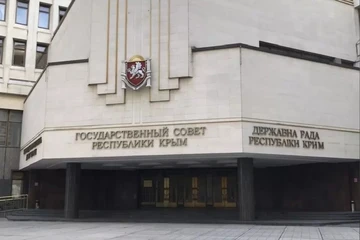 ГОСУДАРСТВЕННЫЙ СОВЕТ
РЕСПУБЛИКИ КРЫМ
ДЕРЖАВНА РАДА
РЕСПУБЛІКИ КРИМ